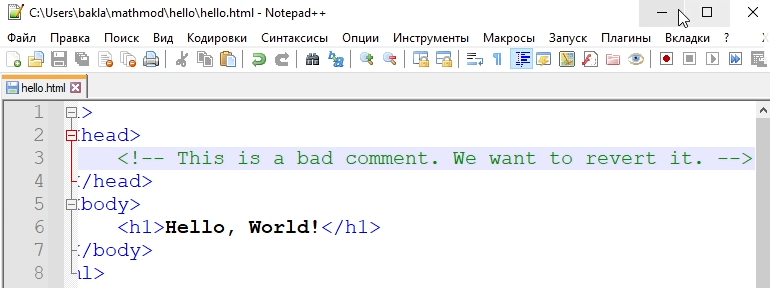 C:\Users\bakla\mathmod\hello\hello.html - Notepad++
Файл Правка Поиск Вид Кодировки Синтаксисы Опции Инструменты Макросы Запуск Плагины Вкладки ?
hello.html
1 l>
2 head>
3 <!-- This is a bad comment. We want to revert it. -->
4 </head>
5 body>
6 <h1>Hello, World!</h1>
7 /body>
8 ml>